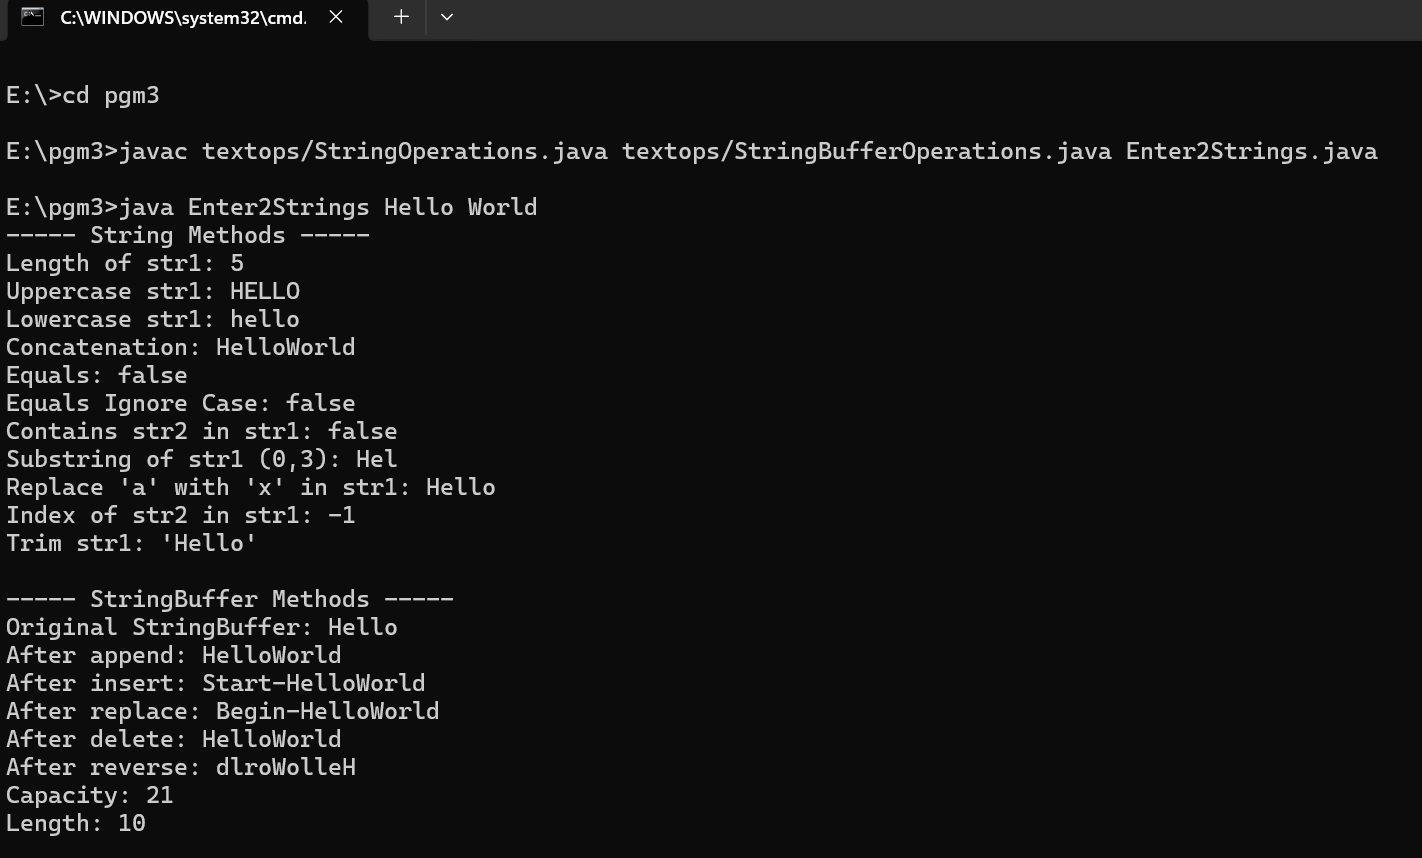 C:\WINDOWS\system32\cmd.
E:\>cd pgm3
E:\pgm3>javac textops/StringOperations.java textops/StringBufferOperations.java Enter2Strings.java
E:\pgm3>java Enter2Strings Hello World
----- String Methods -----
Length of str1: 5
Uppercase str1: HELLO
Lowercase str1: hello
Concatenation: HelloWorld
Equals: false
Equals Ignore Case: false
Contains str2 in str1: false
Substring of str1 (0,3): Hel
Replace 'a' with 'x' in str1: Hello
Index of str2 in str1: -1
Trim str1: 'Hello'
----- StringBuffer Methods -----
Original StringBuffer: Hello
After append: HelloWorld
After insert: Start-HelloWorld
After replace: Begin-HelloWorld
After delete: HelloWorld
After reverse: dlroWolleH
Capacity: 21
Length: 10